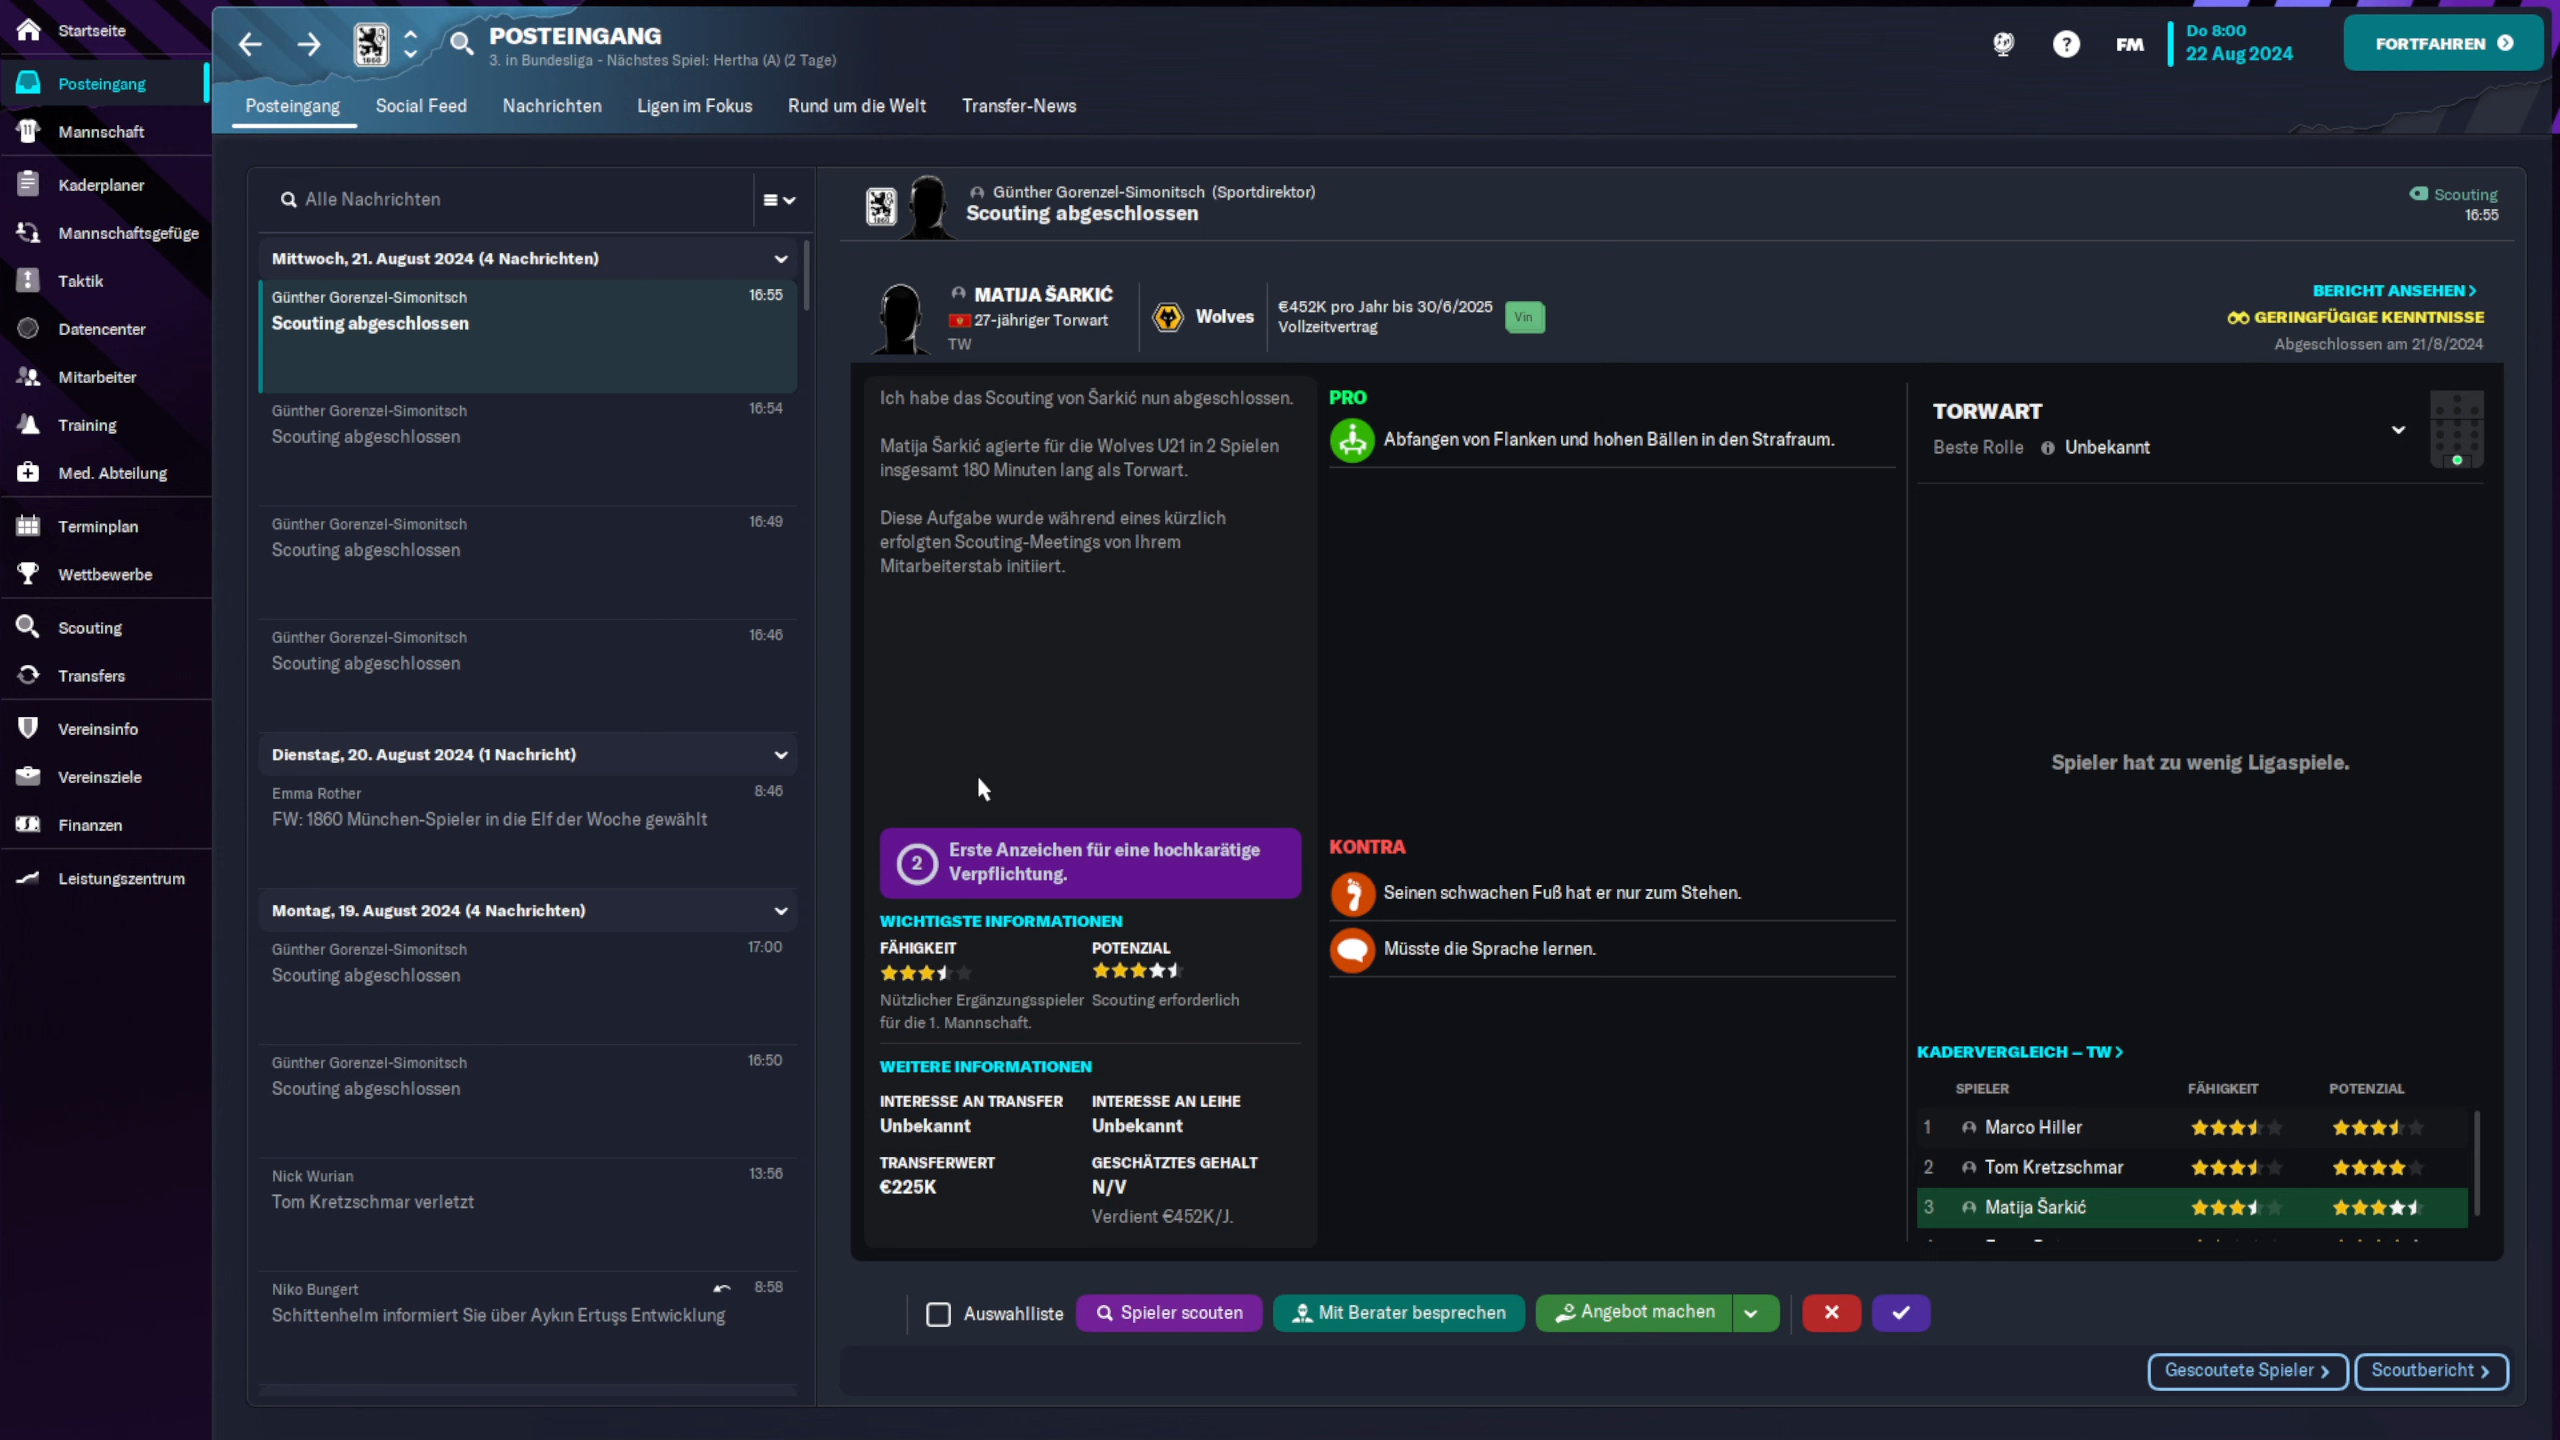 Startseite
Posteingang
Mannschaft
Kaderplaner
Mannschaftsgefüge
Taktik
Datencenter
Mitarbeiter
Training
Med. Abteilung
Terminplan
Wettbewerbe
Scouting
Transfers
Vereinsinfo
Vereinsziele
Finanzen
Leistungszentrum
POSTEINGANG
3. in Bundesliga - Nächstes Spiel: Hertha (A) (2 Tage)
FM
Do 8:00
22 Aug 2024
FORTFAHREN
Posteingang Social Feed Nachrichten Ligen im Fokus Rund um die Welt Transfer-News
Alle Nachrichten
Mittwoch, 21. August 2024 (4 Nachrichten)
Günther Gorenzel-Simonitsch 16:55
Scouting abgeschlossen
Günther Gorenzel-Simonitsch 16:54
Scouting abgeschlossen
Günther Gorenzel-Simonitsch 16:49
Scouting abgeschlossen
Günther Gorenzel-Simonitsch 16:46
Scouting abgeschlossen
Dienstag, 20. August 2024 (1 Nachricht)
Emma Rother 8:46
FW: 1860 München-Spieler in die Elf der Woche gewählt
Montag, 19. August 2024 (4 Nachrichten)
Günther Gorenzel-Simonitsch 17:00
Scouting abgeschlossen
Günther Gorenzel-Simonitsch 16:50
Scouting abgeschlossen
Nick Wurian 13:56
Tom Kretzschmar verletzt
Niko Bungert 8:58
Schittenhelm informiert Sie über Aykın Ertuşs Entwicklung
Günther Gorenzel-Simonitsch (Sportdirektor)
Scouting abgeschlossen
Scouting
16:55
MATIJA ŠARKIĆ
27-jähriger Torwart
TW
Wolves
€452K pro Jahr bis 30/6/2025
Vollzeitvertrag
Vin
BERICHT ANSEHEN >
GERINGFÜGIGE KENNTNISSE
Abgeschlossen am 21/8/2024
Ich habe das Scouting von Šarkić nun abgeschlossen.
Matija Šarkić agierte für die Wolves U21 in 2 Spielen
insgesamt 180 Minuten lang als Torwart.
Diese Aufgabe wurde während eines kürzlich
erfolgten Scouting-Meetings von Ihrem
Mitarbeiterstab initiiert.
2
Erste Anzeichen für eine hochkarätige
Verpflichtung.
WICHTIGSTE INFORMATIONEN
FÄHIGKEIT POTENZIAL
Nützlicher Ergänzungsspieler Scouting erforderlich
für die 1. Mannschaft.
WEITERE INFORMATIONEN
INTERESSE AN TRANSFER INTERESSE AN LEIHE
Unbekannt Unbekannt
TRANSFERWERT GESCHÄTZTES GEHALT
€225K N/V
Verdient €452K/J.
PRO
Abfangen von Flanken und hohen Bällen in den Strafraum.
KONTRA
Seinen schwachen Fuß hat er nur zum Stehen.
Müsste die Sprache lernen.
TORWART
Beste Rolle Unbekannt
Spieler hat zu wenig Ligaspiele.
KADERVERGLEICH – TW >
SPIELER FÄHIGKEIT POTENZIAL
1 Marco Hiller
2 Tom Kretzschmar
3 Matija Šarkić
Auswahlliste
Spieler scouten
Mit Berater besprechen
Angebot machen
Gescoutete Spieler >
Scoutbericht >